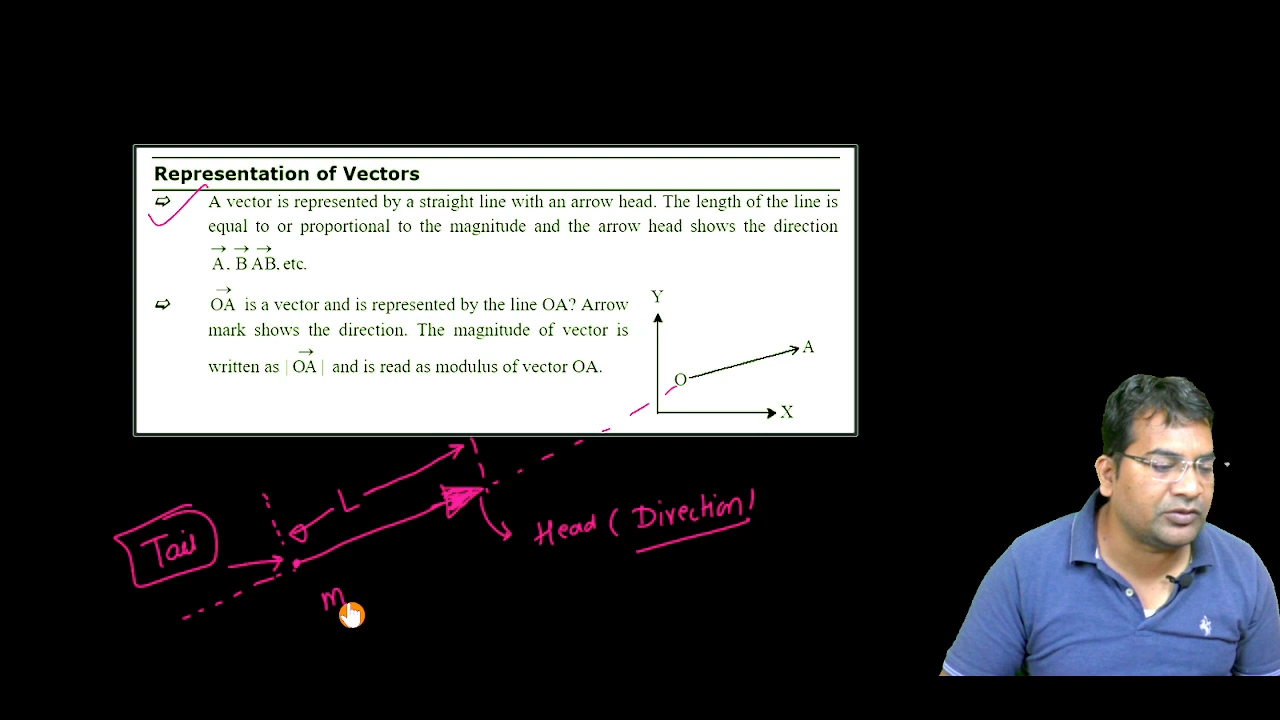 Representation of Vectors
⇨ A vector is represented by a straight line with an arrow head. The length of the line is
equal to or proportional to the magnitude and the arrow head shows the direction
A⃗, B⃗ A⃗B⃗, etc.
⇨ O⃗A⃗ is a vector and is represented by the line OA? Arrow
mark shows the direction. The magnitude of vector is
written as | O⃗A⃗ | and is read as modulus of vector OA.
Y
A
O
X
L
Tail
Head (Direction)
m